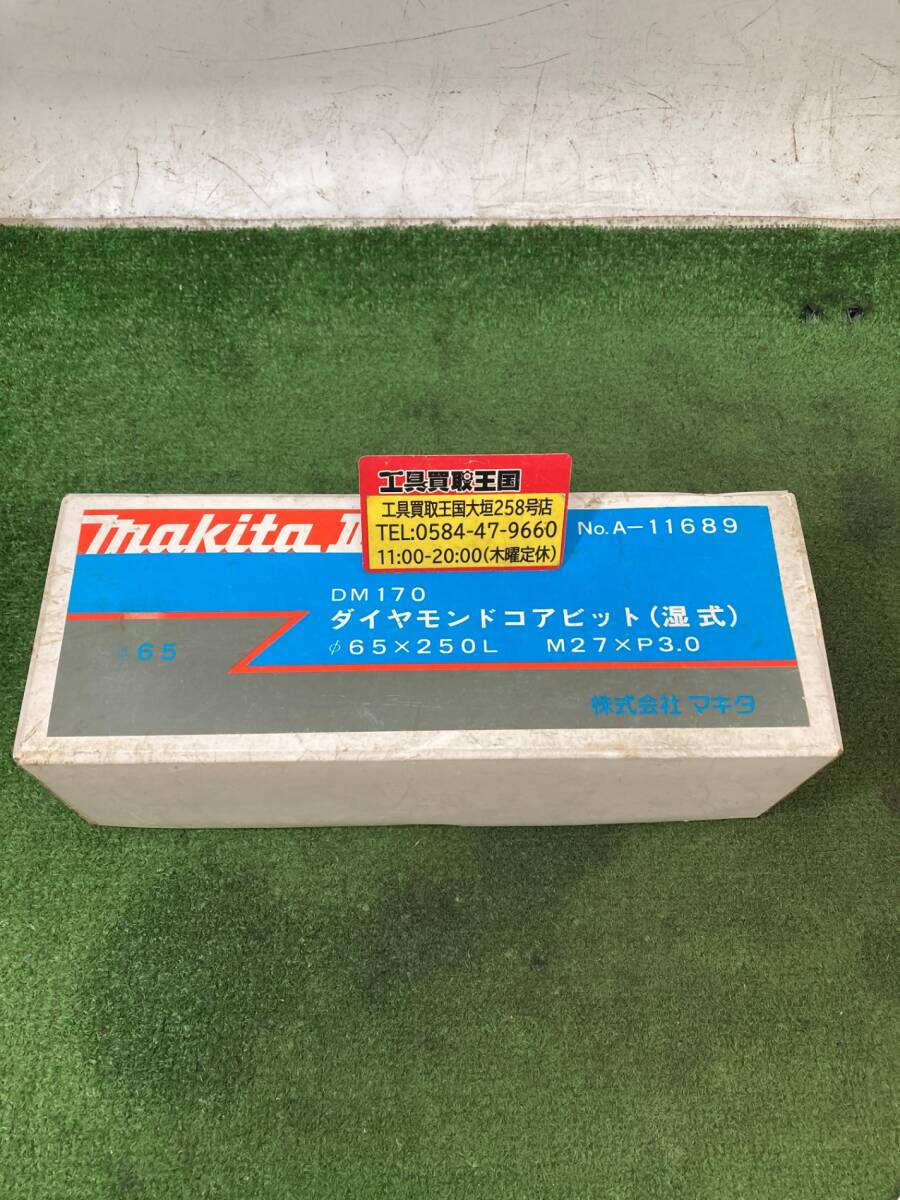 工具買取王国
工具買取王国大垣258号店
TEL:0584-47-9660
11:00-20:00(木曜定休)
makita
No.A-11689
DM170
ダイヤモンドコアビット(湿式)
φ65×250L M27×P3.0
φ65
株式会社 マキタ